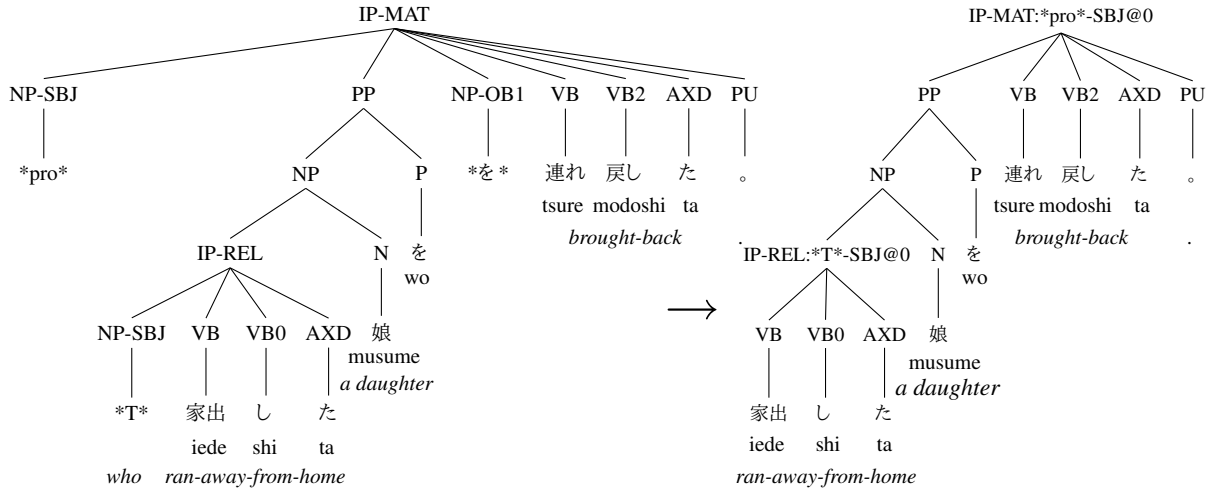 IP-MAT
NP-SBJ PP NP-OB1 VB VB2 AXD PU
*pro* NP P *を* 連れ 戻し た 。
tsure modoshi ta
brought-back .
IP-REL N を
wo
NP-SBJ VB VB0 AXD 娘
musume
a daughter
*T* 家出 し た
iede shi ta
who ran-away-from-home
→
IP-MAT:*pro*-SBJ@0
PP VB VB2 AXD PU
NP P 連れ 戻し た 。
tsure modoshi ta
brought-back .
IP-REL:*T*-SBJ@0 N を
wo
VB VB0 AXD 娘
musume
a daughter
家出 し た
iede shi ta
ran-away-from-home